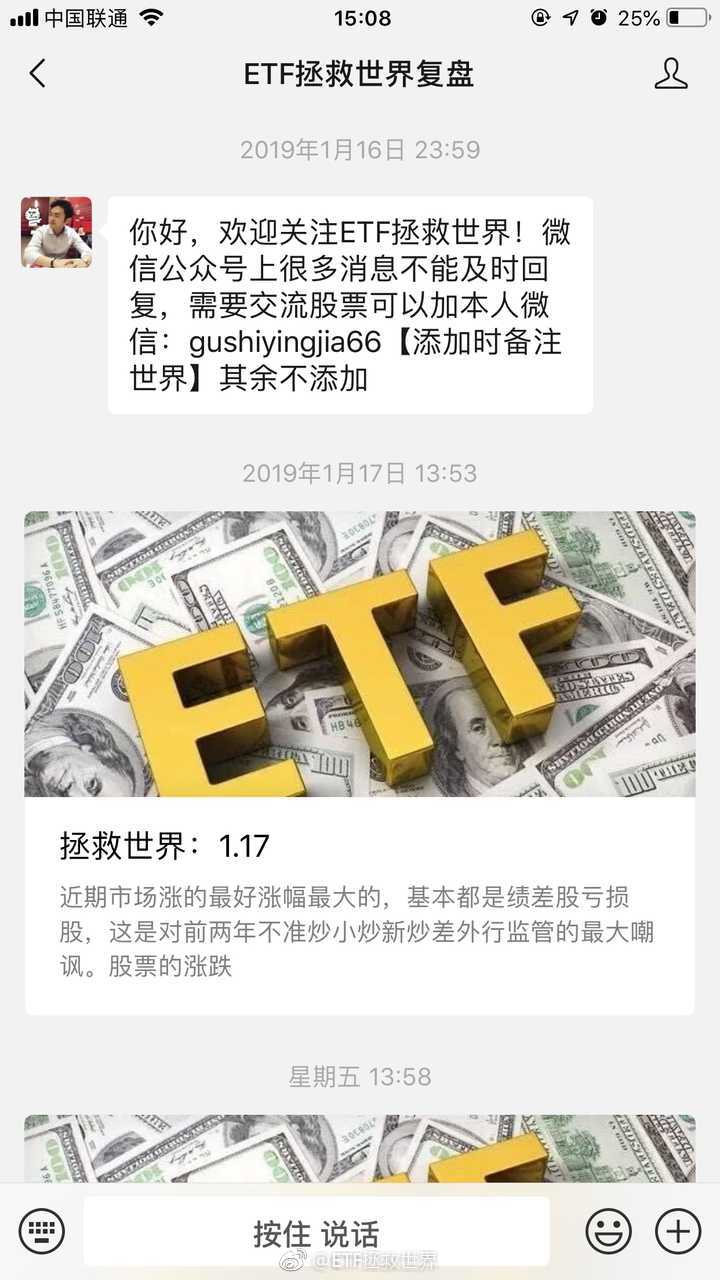 中国联通
15:08
25%
ETF拯救世界复盘
2019年1月16日 23:59
你好，欢迎关注ETF拯救世界！微
信公众号上很多消息不能及时回
复，需要交流股票可以加本人微
信：gushiyingjia66【添加时备注
世界】其余不添加
2019年1月17日 13:53
ETF
拯救世界：1.17
近期市场涨的最好涨幅最大的，基本都是绩差股亏损
股，这是对前两年不准炒小炒新炒差外行监管的最大嘲
讽。股票的涨跌
星期五 13:58
按住 说话
@ETF拯救世界